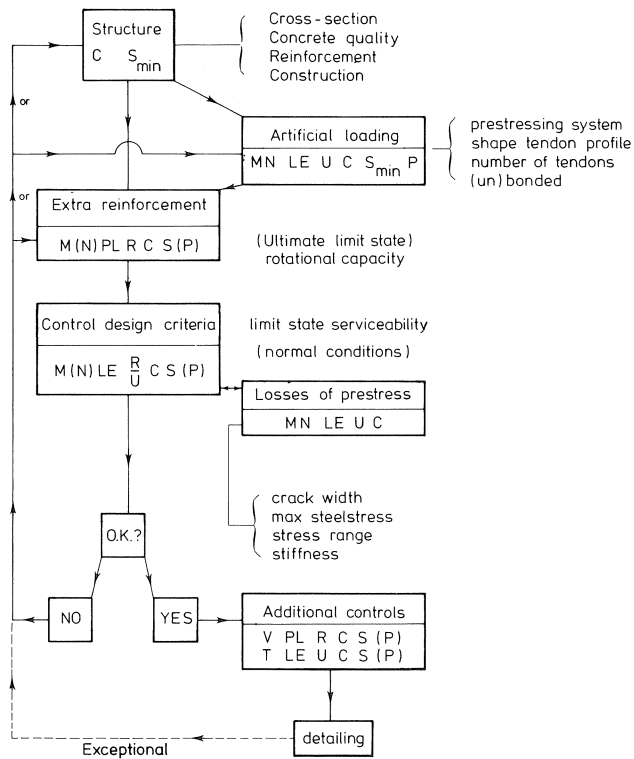 Structure
C S min
Cross-section
Concrete quality
Reinforcement
Construction
or
Artificial loading
MN LE U C S min P
prestressing system
shape tendon profile
number of tendons
(un)bonded
or
Extra reinforcement
M(N)PL R C S(P)
(Ultimate limit state)
rotational capacity
Control design criteria
M(N)LE R/U C S(P)
limit state serviceability
(normal conditions)
Losses of prestress
MN LE U C
crack width
max steelstress
stress range
stiffness
O.K.?
NO
YES
Additional controls
V PL R C S(P)
T LE U C S(P)
detailing
Exceptional